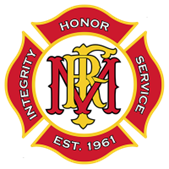 HONOR
INTEGRITY
SERVICE
EST. 1961